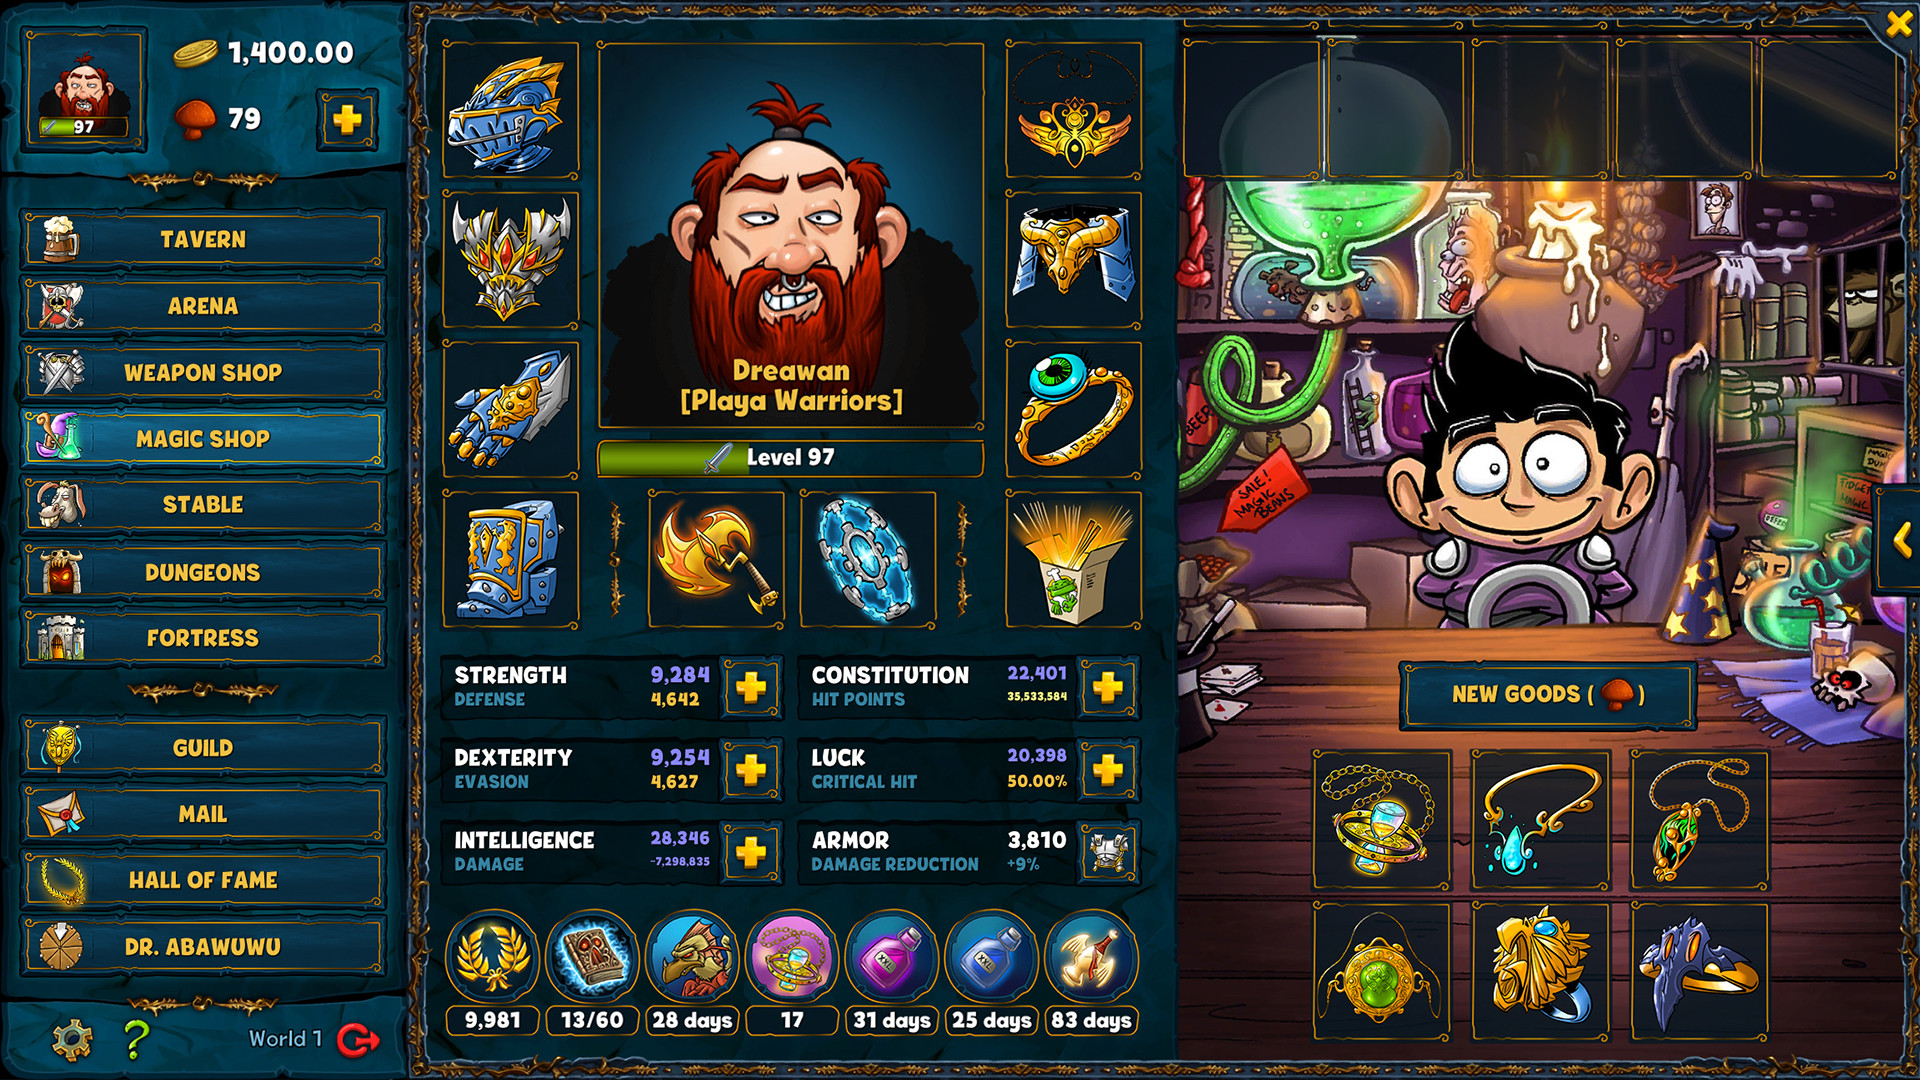 1,400.00
79
97
TAVERN
ARENA
WEAPON SHOP
MAGIC SHOP
STABLE
DUNGEONS
FORTRESS
GUILD
MAIL
HALL OF FAME
DR. ABAWUWU
World 1
Dreawan
[Playa Warriors]
Level 97
STRENGTH 9,284
DEFENSE 4,642
CONSTITUTION 22,401
HIT POINTS 35,533,584
DEXTERITY 9,254
EVASION 4,627
LUCK 20,398
CRITICAL HIT 50.00%
INTELLIGENCE 28,346
DAMAGE ~7,298,835
ARMOR 3,810
DAMAGE REDUCTION +9%
XXL
XXL
9,981
13/60
28 days
17
31 days
25 days
83 days
BEER
SALE!
MAGIC
BEANS
NEW GOODS ( )